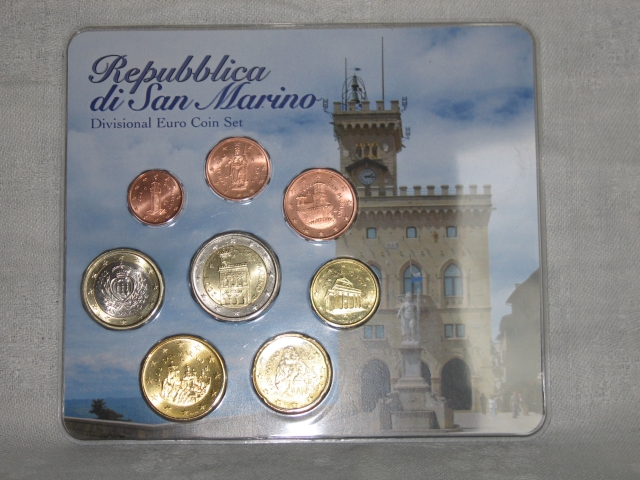 Repubblica
di San Marino
Divisional Euro Coin Set